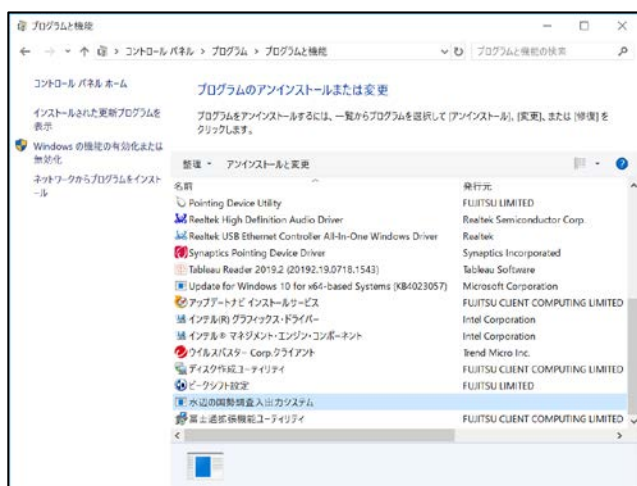 プログラムと機能
コントロール パネル > プログラム > プログラムと機能
プログラムと機能の検索
コントロール パネル ホーム
インストールされた更新プログラムを
表示
Windows の機能の有効化または
無効化
ネットワークからプログラムをインスト
ール
プログラムのアンインストールまたは変更
プログラムをアンインストールするには、一覧からプログラムを選択して [アンインストール]、[変更]、または [修復] を
クリックします。
整理 アンインストールと変更
名前 発行元
Pointing Device Utility FUJITSU LIMITED
Realtek High Definition Audio Driver Realtek Semiconductor Corp.
Realtek USB Ethernet Controller All-In-One Windows Driver Realtek
Synaptics Pointing Device Driver Synaptics Incorporated
Tableau Reader 2019.2 (20192.19.0718.1543) Tableau Software
Update for Windows 10 for x64-based Systems (KB4023057) Microsoft Corporation
アップデートナビ インストールサービス FUJITSU CLIENT COMPUTING LIMITED
インテル(R) グラフィックス・ドライバー Intel Corporation
インテル® マネジメント・エンジン・コンポーネント Intel Corporation
ウイルスバスター Corp.クライアント Trend Micro Inc.
ディスク作成ユーティリティ FUJITSU CLIENT COMPUTING LIMITED
ピークシフト設定 FUJITSU LIMITED
水辺の国勢調査入出力システム
富士通拡張機能ユーティリティ FUJITSU CLIENT COMPUTING LIMITED